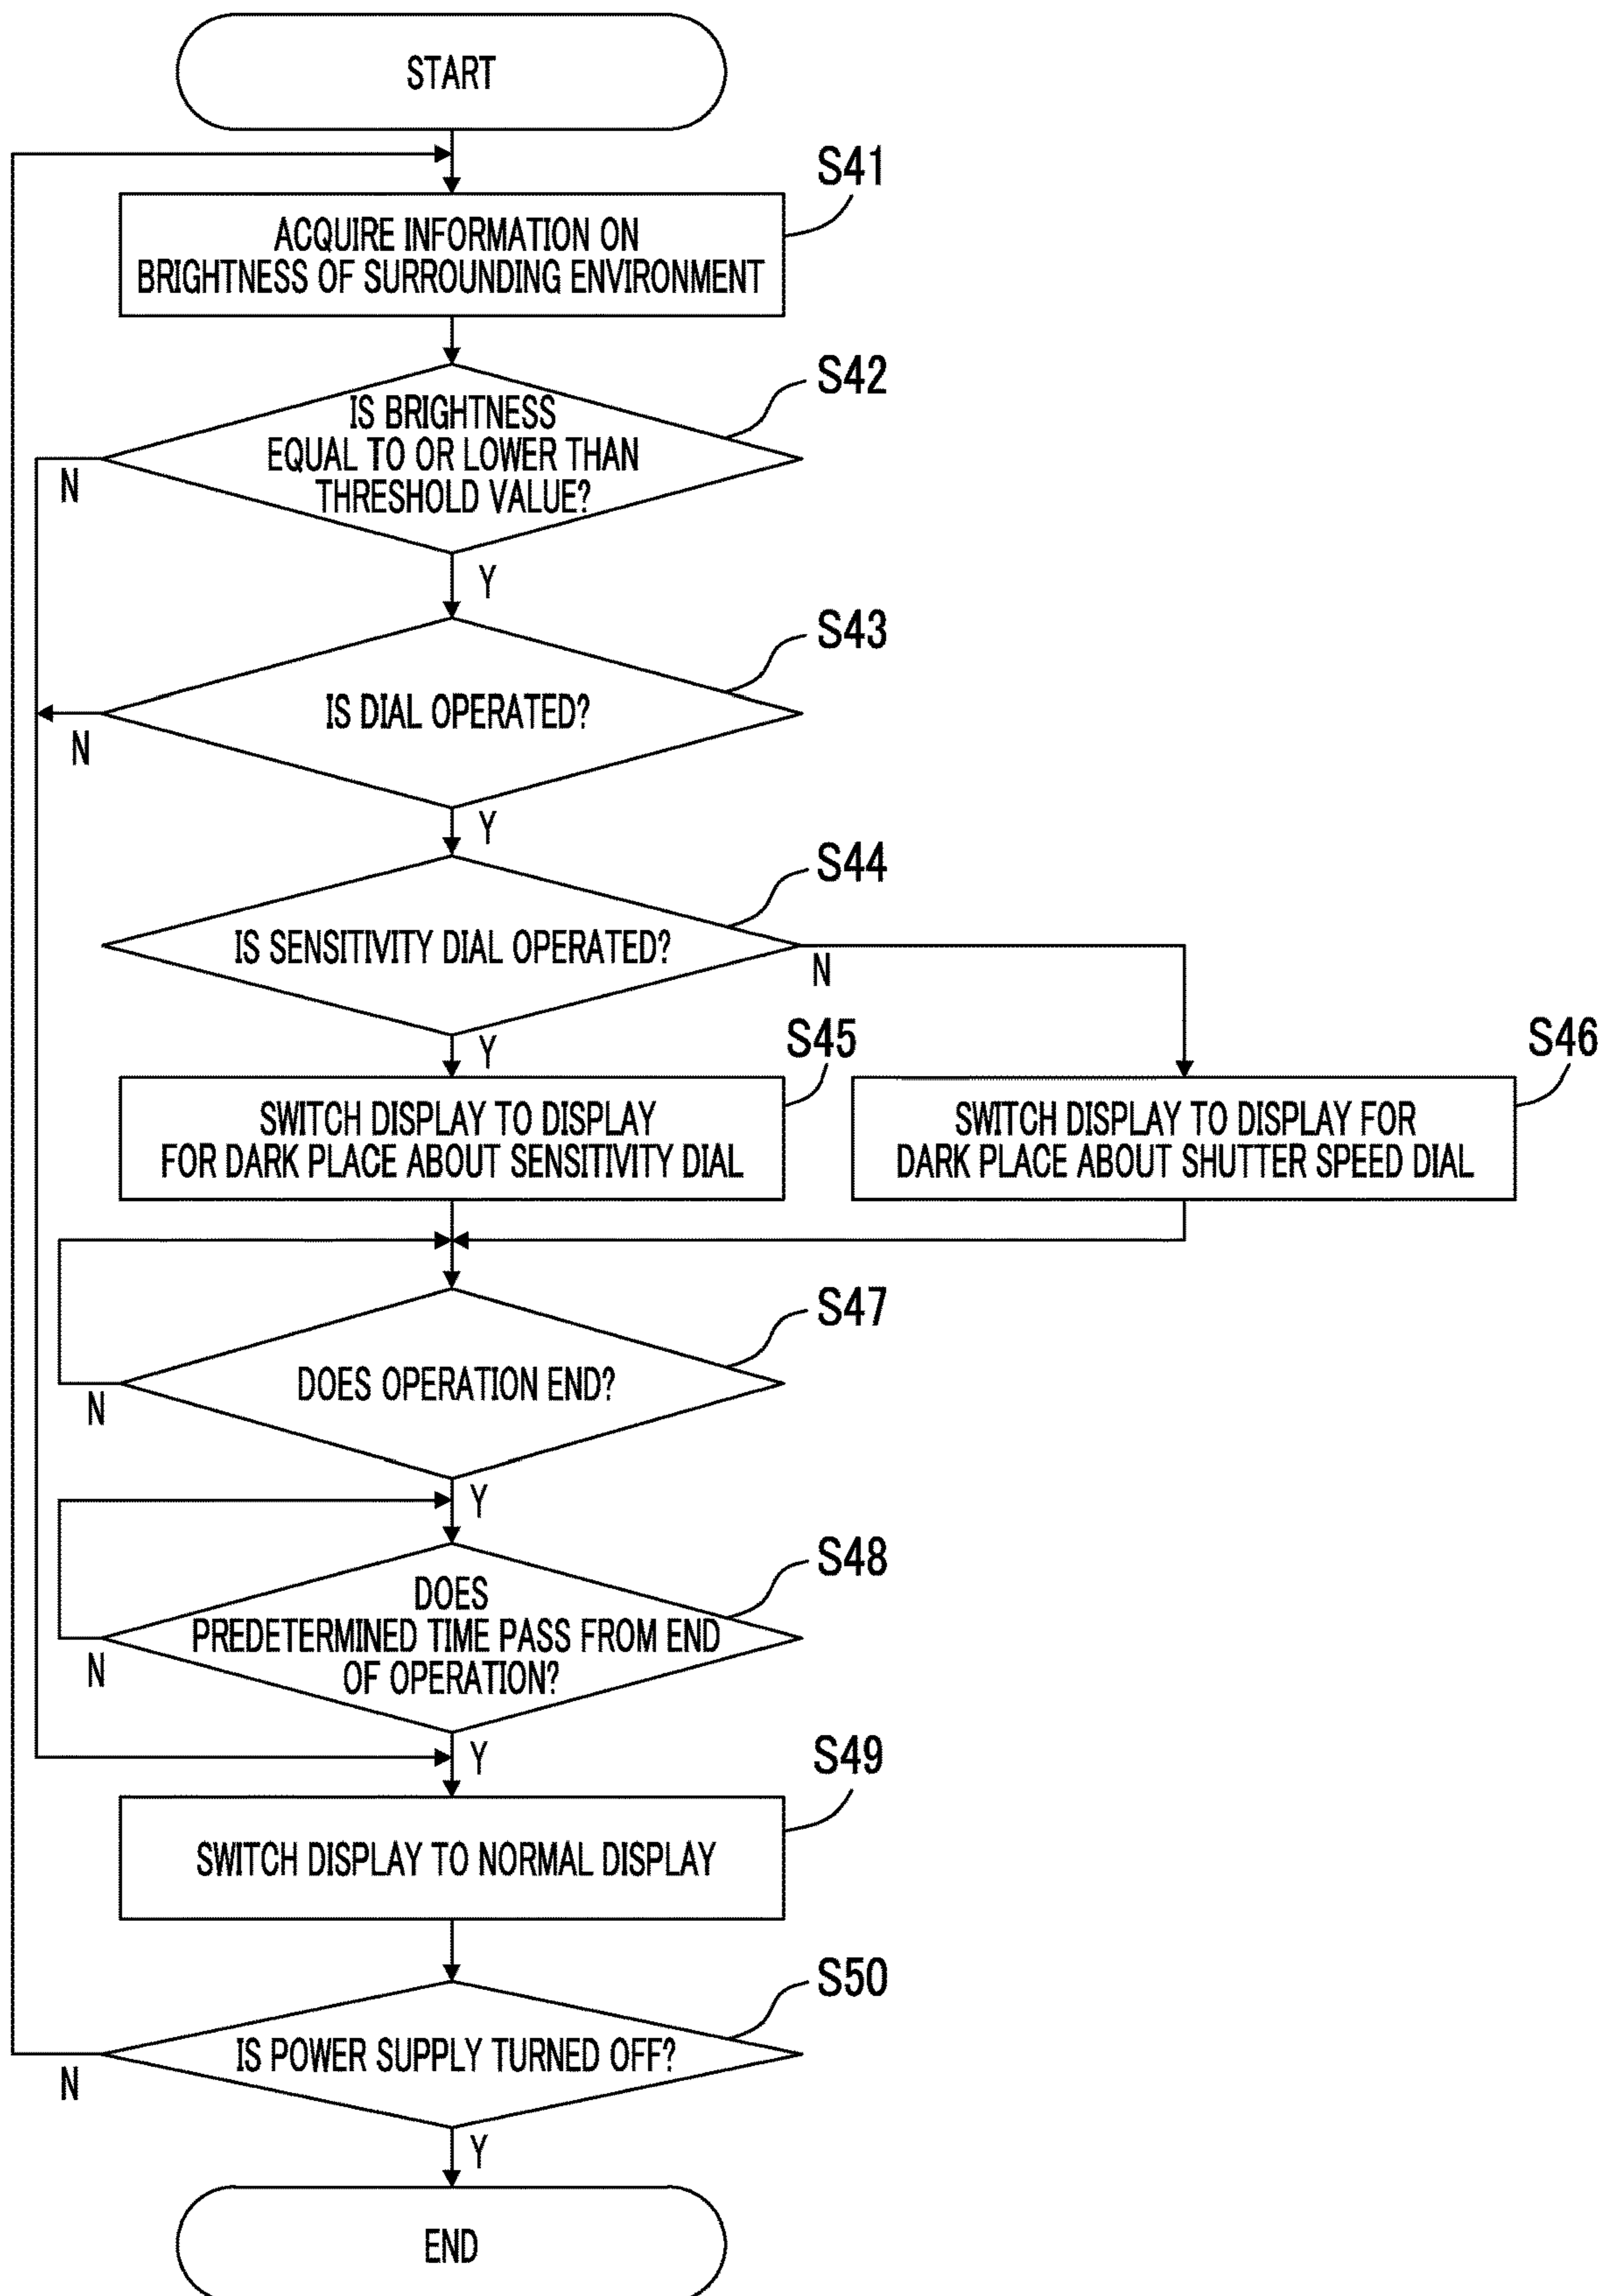 START
S41
ACQUIRE INFORMATION ON
BRIGHTNESS OF SURROUNDING ENVIRONMENT
S42
IS BRIGHTNESS
EQUAL TO OR LOWER THAN
THRESHOLD VALUE?
N
Y
S43
IS DIAL OPERATED?
N
Y
S44
IS SENSITIVITY DIAL OPERATED?
N
Y
S45
SWITCH DISPLAY TO DISPLAY
FOR DARK PLACE ABOUT SENSITIVITY DIAL
S46
SWITCH DISPLAY TO DISPLAY FOR
DARK PLACE ABOUT SHUTTER SPEED DIAL
S47
DOES OPERATION END?
N
Y
S48
DOES
PREDETERMINED TIME PASS FROM END
OF OPERATION?
N
Y
S49
SWITCH DISPLAY TO NORMAL DISPLAY
S50
IS POWER SUPPLY TURNED OFF?
N
Y
END